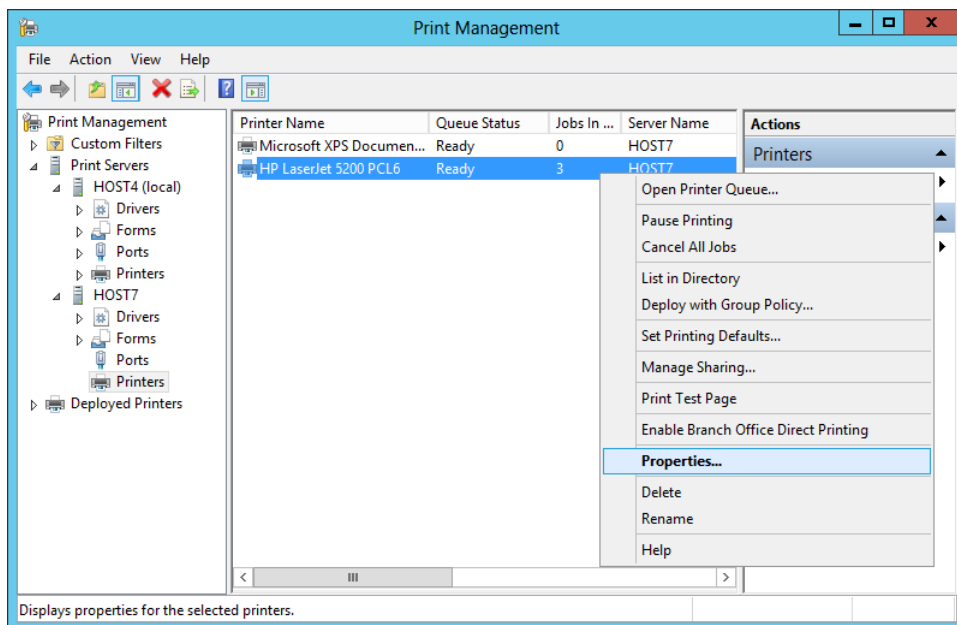 Print Management
File Action View Help
Print Management
Custom Filters
Print Servers
HOST4 (local)
Drivers
Forms
Ports
Printers
HOST7
Drivers
Forms
Ports
Printers
Deployed Printers
Printer Name Queue Status Jobs In ... Server Name
Microsoft XPS Documen... Ready 0 HOST7
HP LaserJet 5200 PCL6 Ready 3 HOST7
Actions
Printers
Open Printer Queue...
Pause Printing
Cancel All Jobs
List in Directory
Deploy with Group Policy...
Set Printing Defaults...
Manage Sharing...
Print Test Page
Enable Branch Office Direct Printing
Properties...
Delete
Rename
Help
Displays properties for the selected printers.